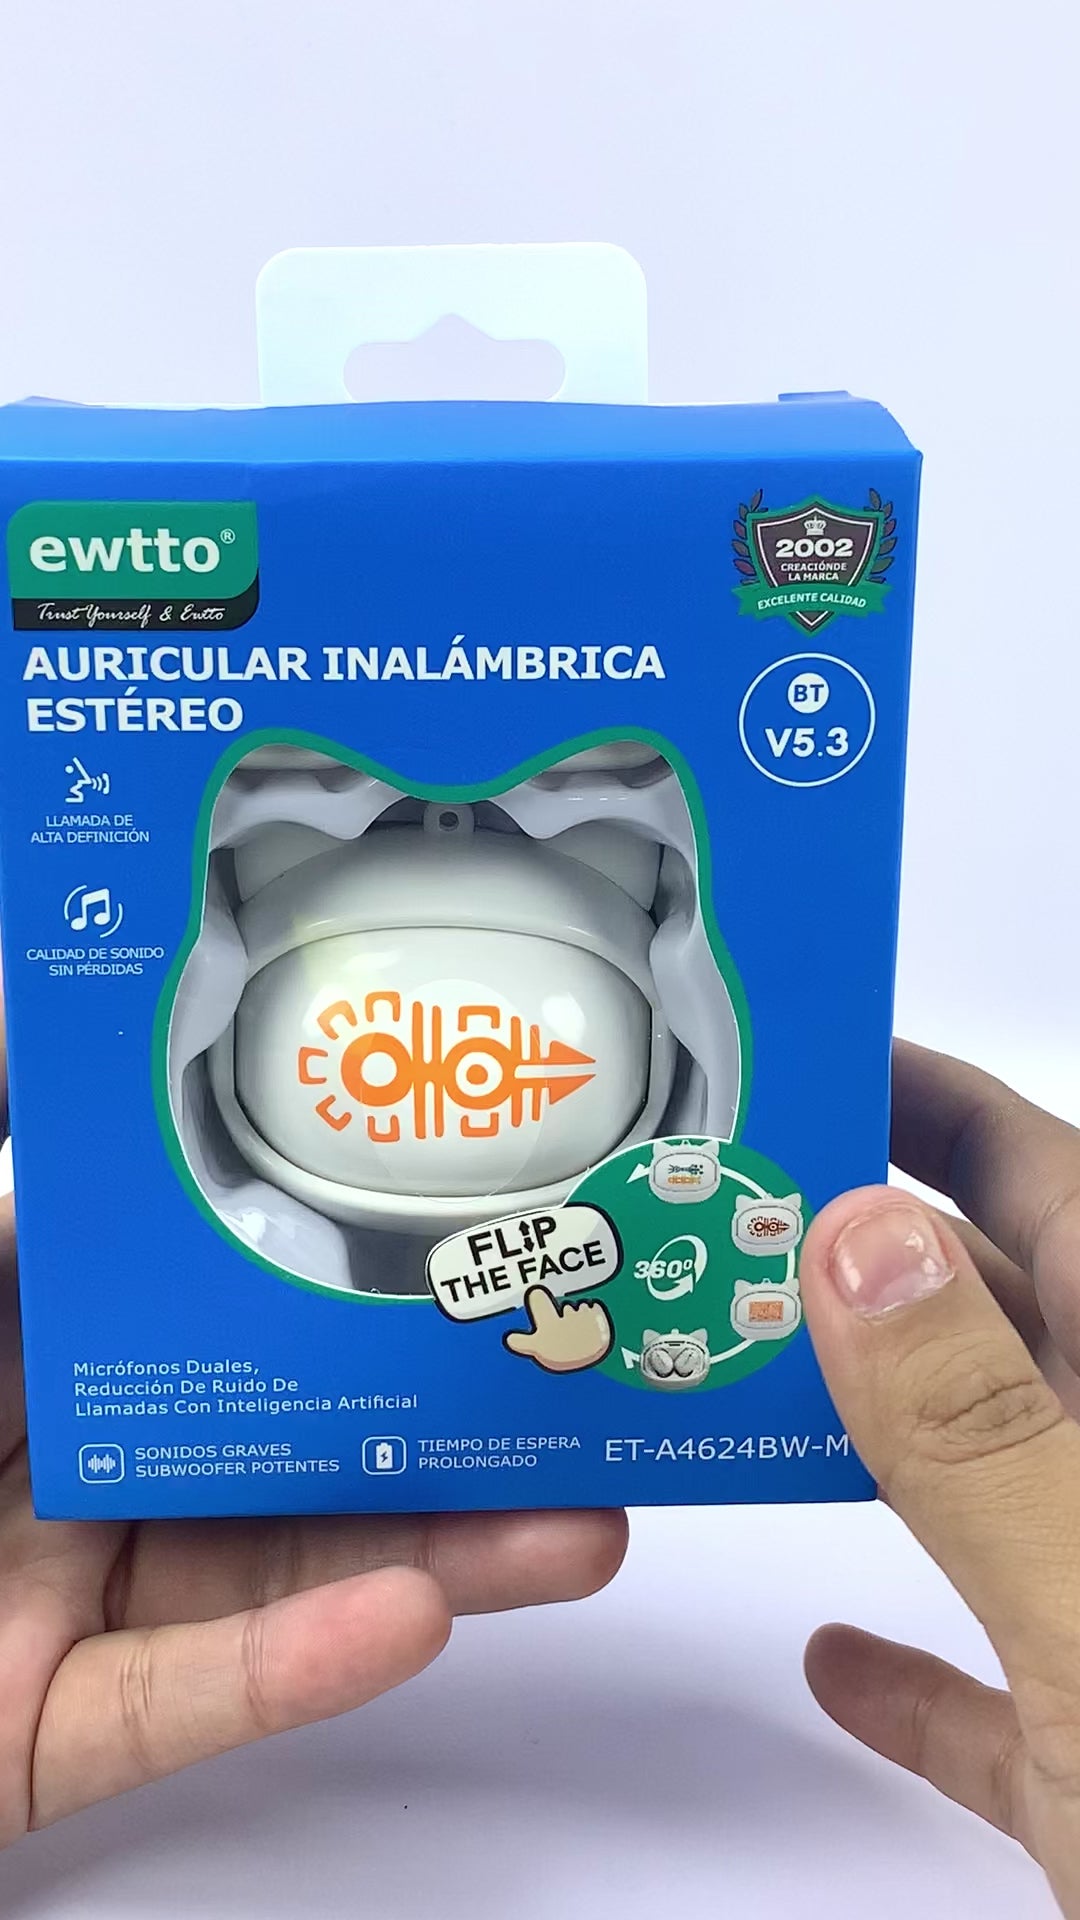 ewtto®
Trust Yourself & Ewtto
2002
CREACIÓNDE
LA MARCA
EXCELENTE CALIDAD
AURICULAR INALÁMBRICA
ESTÉREO
BT
V5.3
LLAMADA DE
ALTA DEFINICIÓN
CALIDAD DE SONIDO
SIN PÉRDIDAS
FLIP
THE FACE
360°
Micrófonos Duales,
Reducción De Ruido De
Llamadas Con Inteligencia Artificial
SONIDOS GRAVES
SUBWOOFER POTENTES
TIEMPO DE ESPERA
PROLONGADO
ET-A4624BW-M